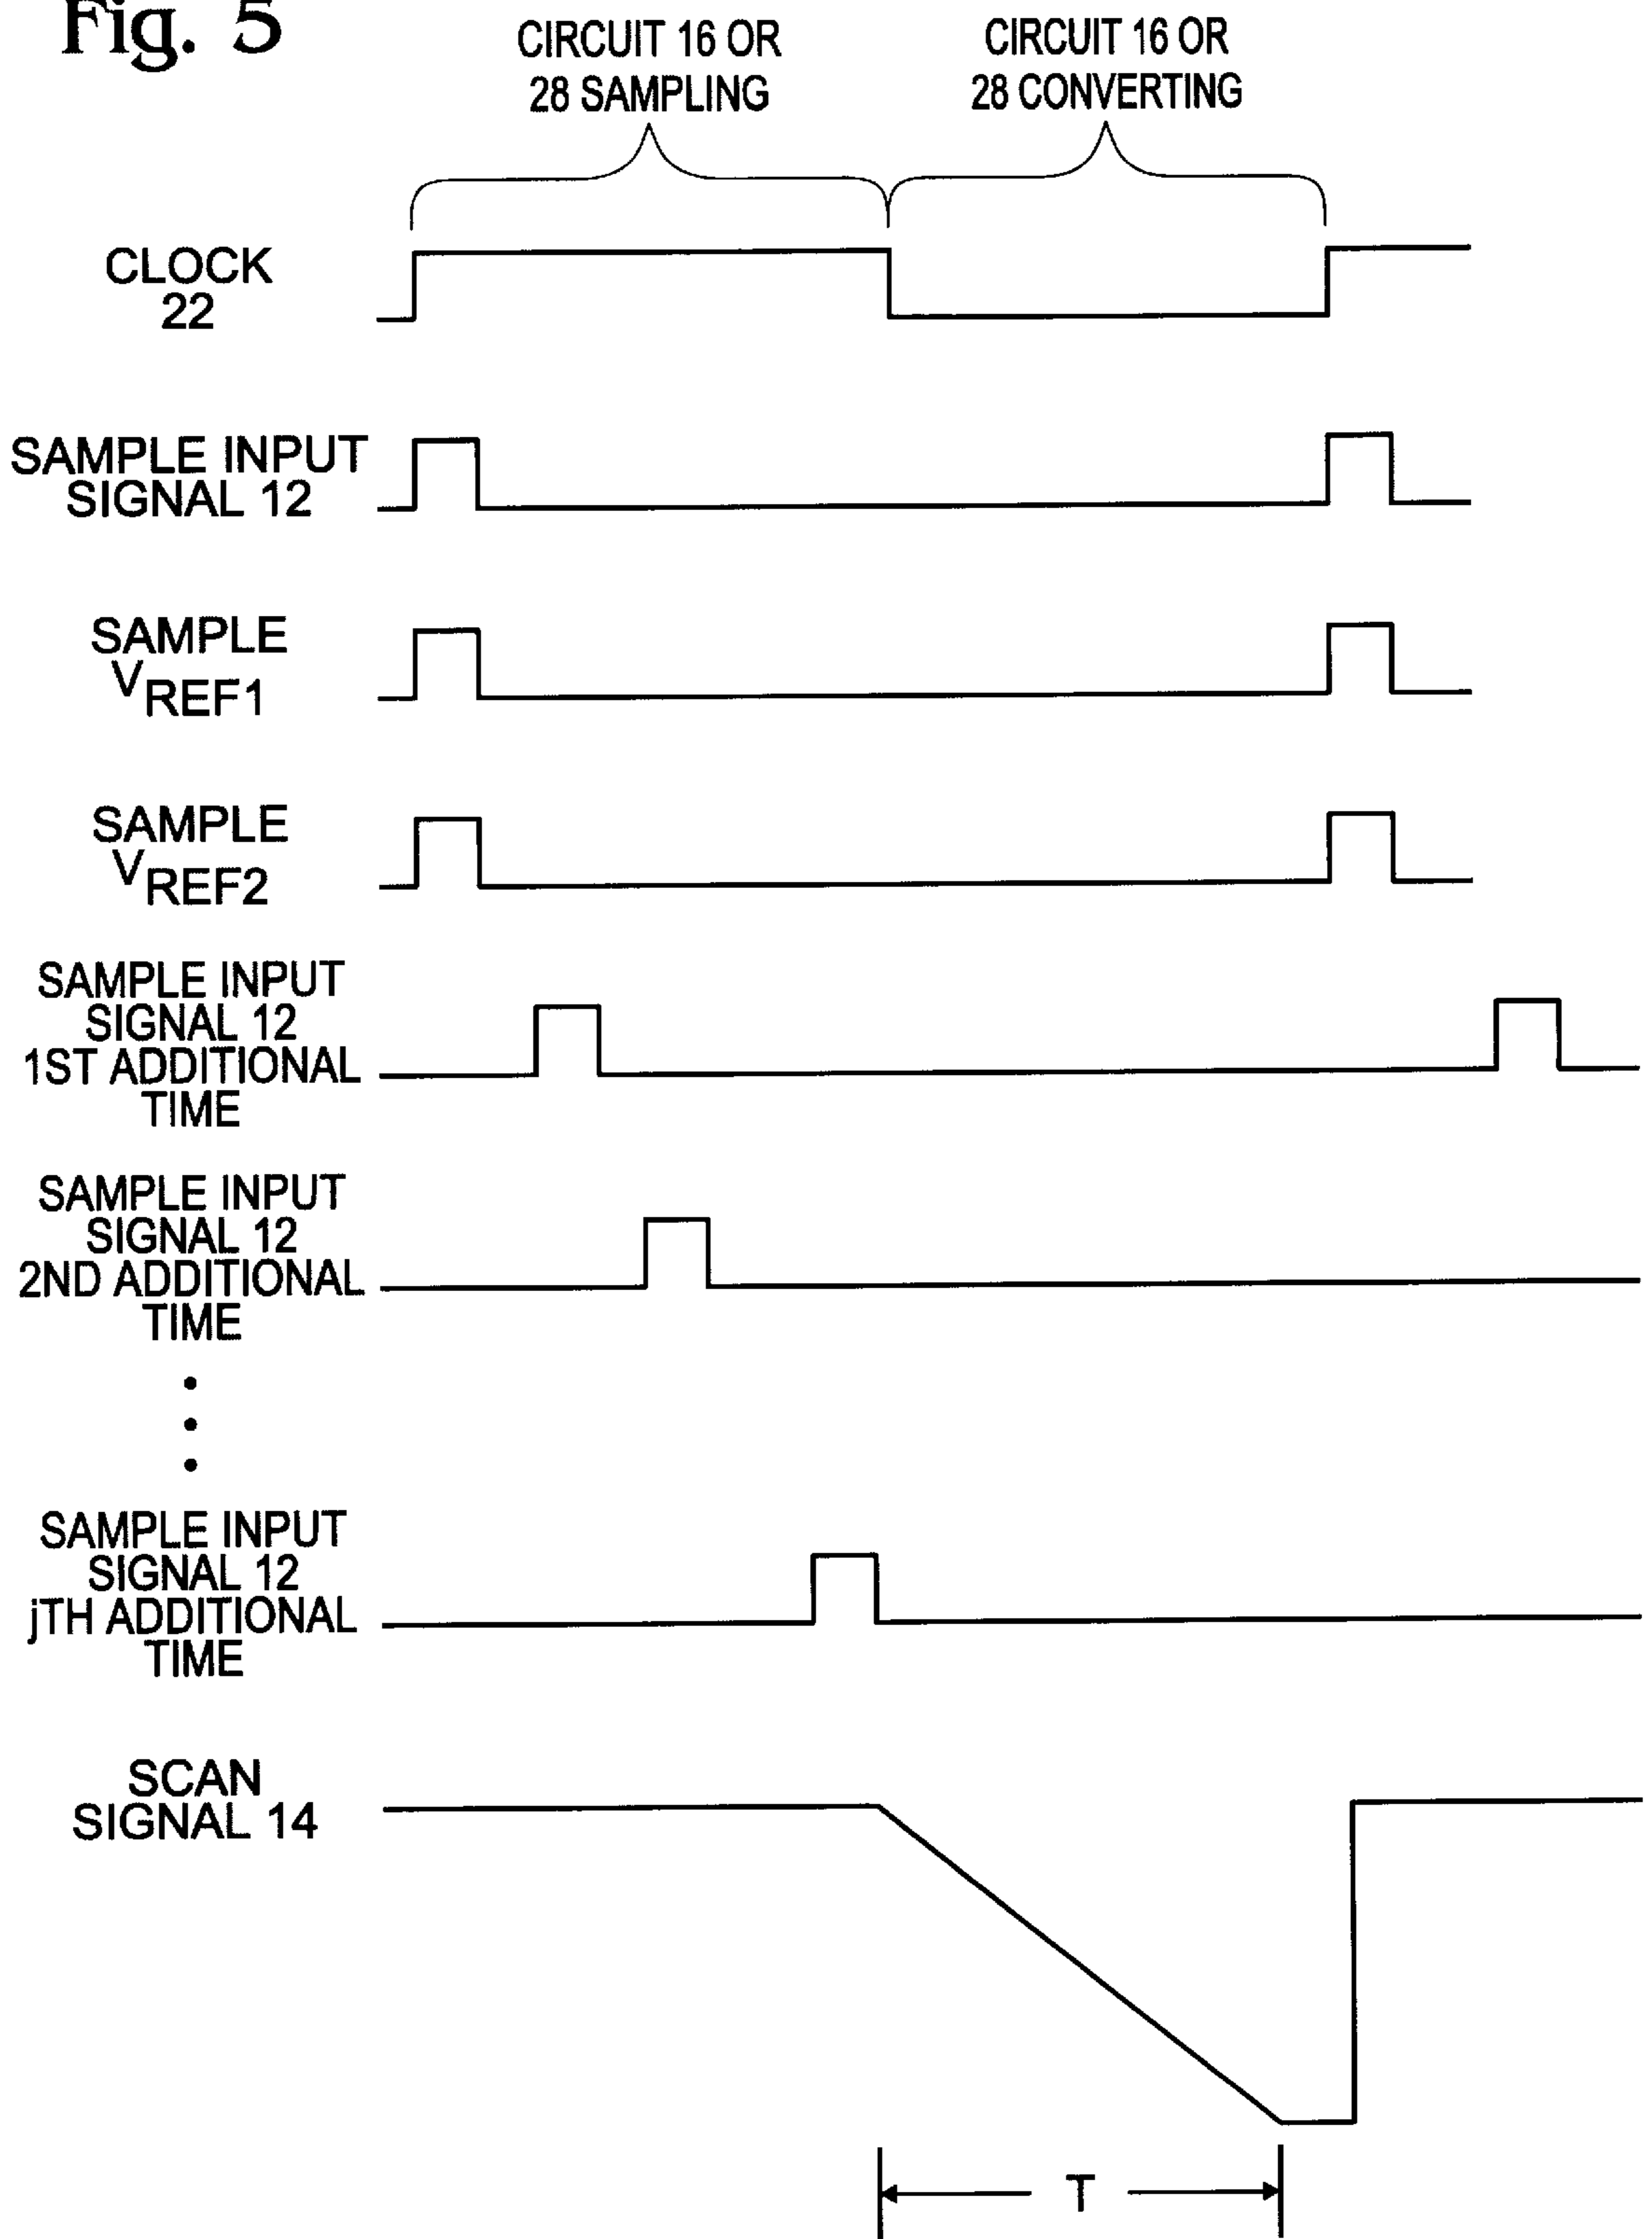 Fig. 5
CIRCUIT 16 OR
28 SAMPLING
CIRCUIT 16 OR
28 CONVERTING
CLOCK
22
SAMPLE INPUT
SIGNAL 12
SAMPLE
VREF1
SAMPLE
VREF2
SAMPLE INPUT
SIGNAL 12
1ST ADDITIONAL
TIME
SAMPLE INPUT
SIGNAL 12
2ND ADDITIONAL
TIME
SAMPLE INPUT
SIGNAL 12
jTH ADDITIONAL
TIME
SCAN
SIGNAL 14
T